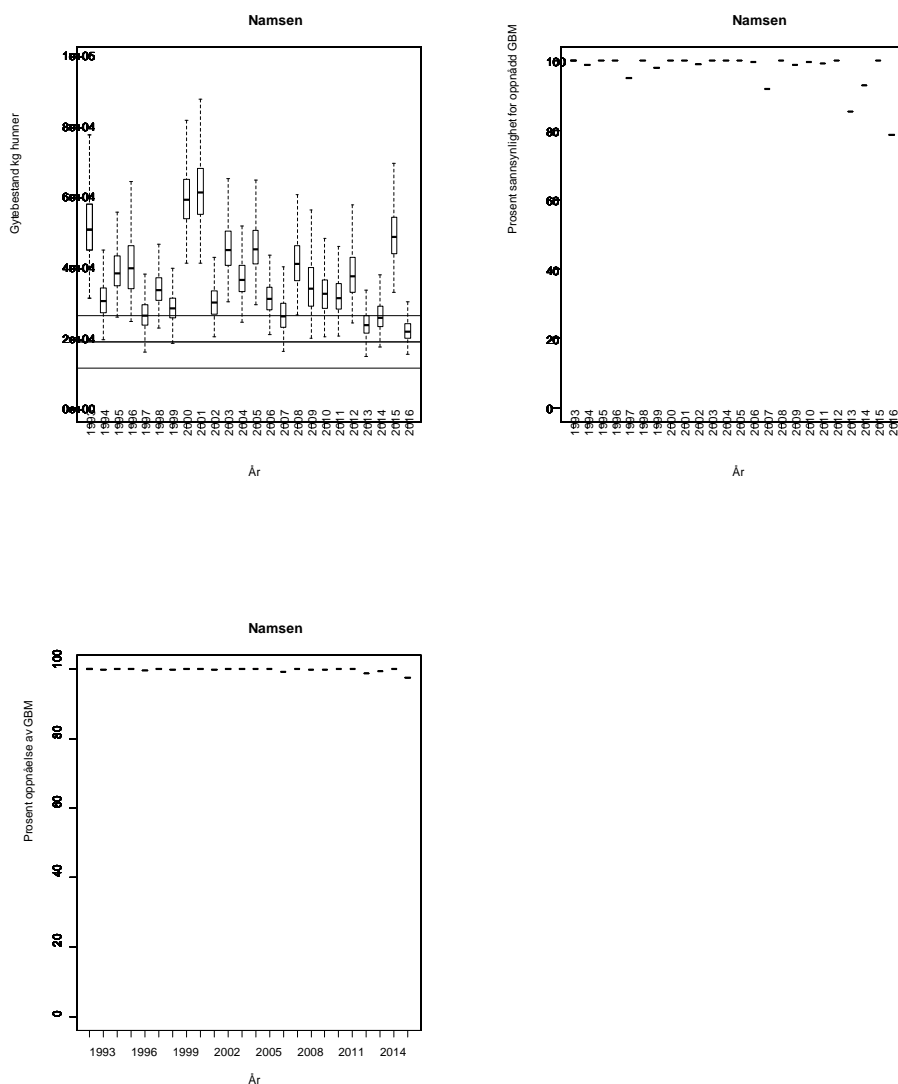 Namsen
Gytebestand kg hunner
1e+05
8e+04
6e+04
4e+04
2e+04
0e+00
1993 1994 1995 1996 1997 1998 1999 2000 2001 2002 2003 2004 2005 2006 2007 2008 2009 2010 2011 2012 2013 2014 2015 2016
År
Namsen
Prosent sannsynlighet for oppnådd GBM
100
80
60
40
20
0
1993 1994 1995 1996 1997 1998 1999 2000 2001 2002 2003 2004 2005 2006 2007 2008 2009 2010 2011 2012 2013 2014 2015 2016
År
Namsen
Prosent oppnåelse av GBM
100
80
60
40
20
0
1993 1996 1999 2002 2005 2008 2011 2014
År